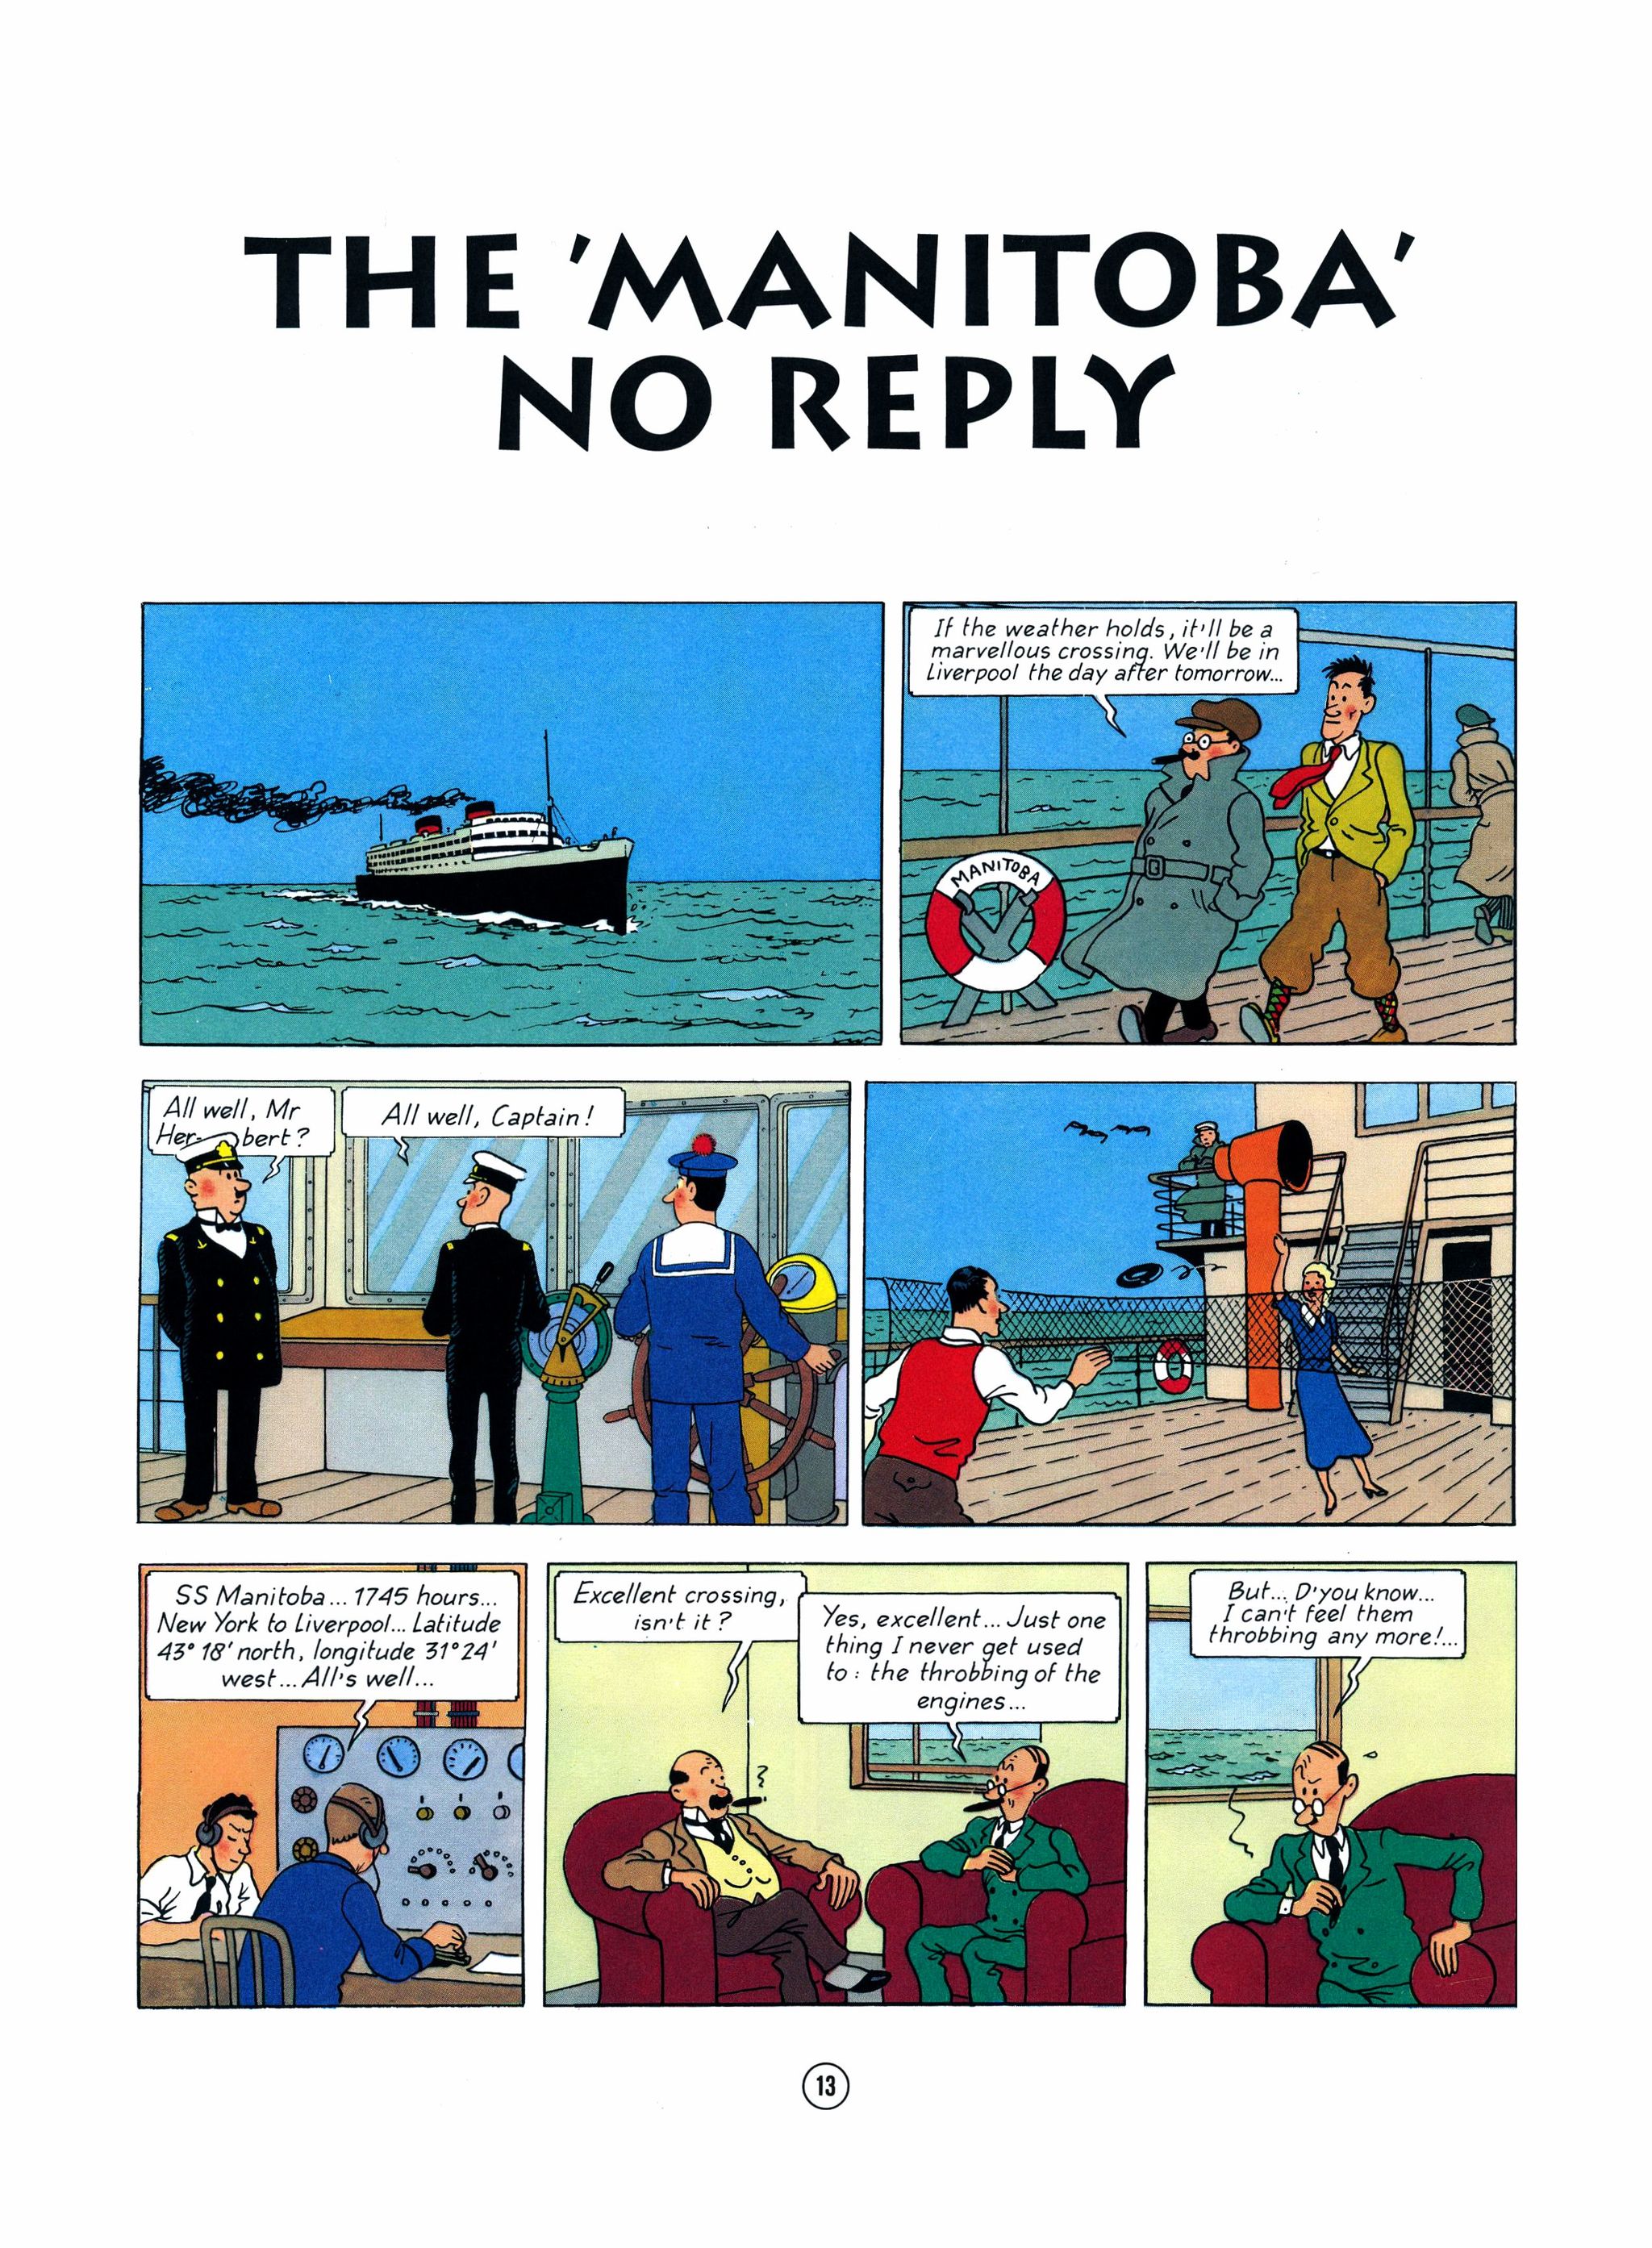 THE 'MANITOBA'
NO REPLY
If the weather holds, it'll be a
marvellous crossing. We'll be in
Liverpool the day after tomorrow...
MANITOBA
All well, Mr
Her- bert?
All well, Captain!
SS Manitoba... 1745 hours...
New York to Liverpool... Latitude
43° 18' north, longitude 31° 24'
west... All's well...
Excellent crossing,
isn't it?
Yes, excellent... Just one
thing I never get used
to: the throbbing of the
engines...
But... D'you know...
I can't feel them
throbbing any more!...
13